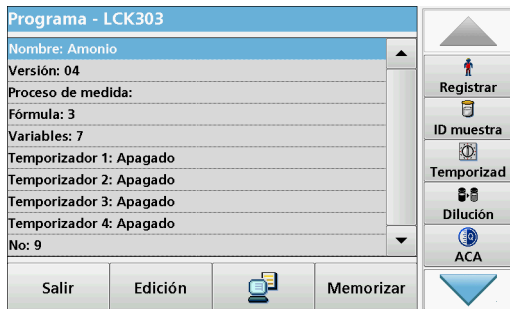 Programa - LCK303
Nombre: Amonio
Versión: 04
Proceso de medida:
Fórmula: 3
Variables: 7
Temporizador 1: Apagado
Temporizador 2: Apagado
Temporizador 3: Apagado
Temporizador 4: Apagado
No: 9
Salir
Edición
Memorizar
Registrar
ID muestra
Temporizad
Dilución
ACA